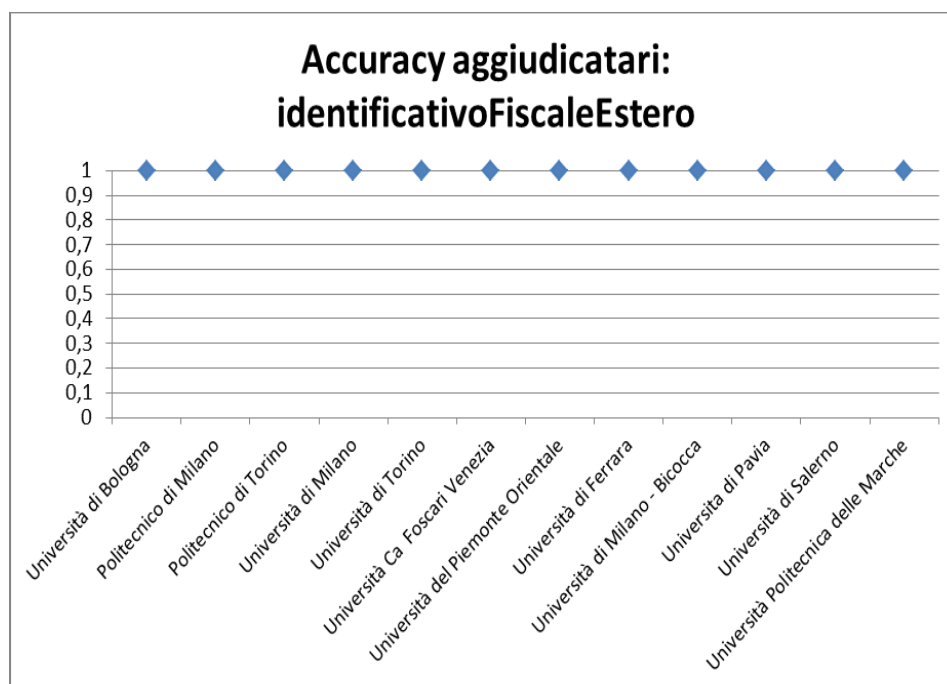 Accuracy aggiudicatari:
identificativoFiscaleEstero
1
0,9
0,8
0,7
0,6
0,5
0,4
0,3
0,2
0,1
0
Università di Bologna
Politecnico di Milano
Politecnico di Torino
Università di Milano
Università di Torino
Università Ca Foscari Venezia
Università del Piemonte Orientale
Università di Ferrara
Università di Milano - Bicocca
Universita di Pavia
Università di Salerno
Università Politecnica delle Marche